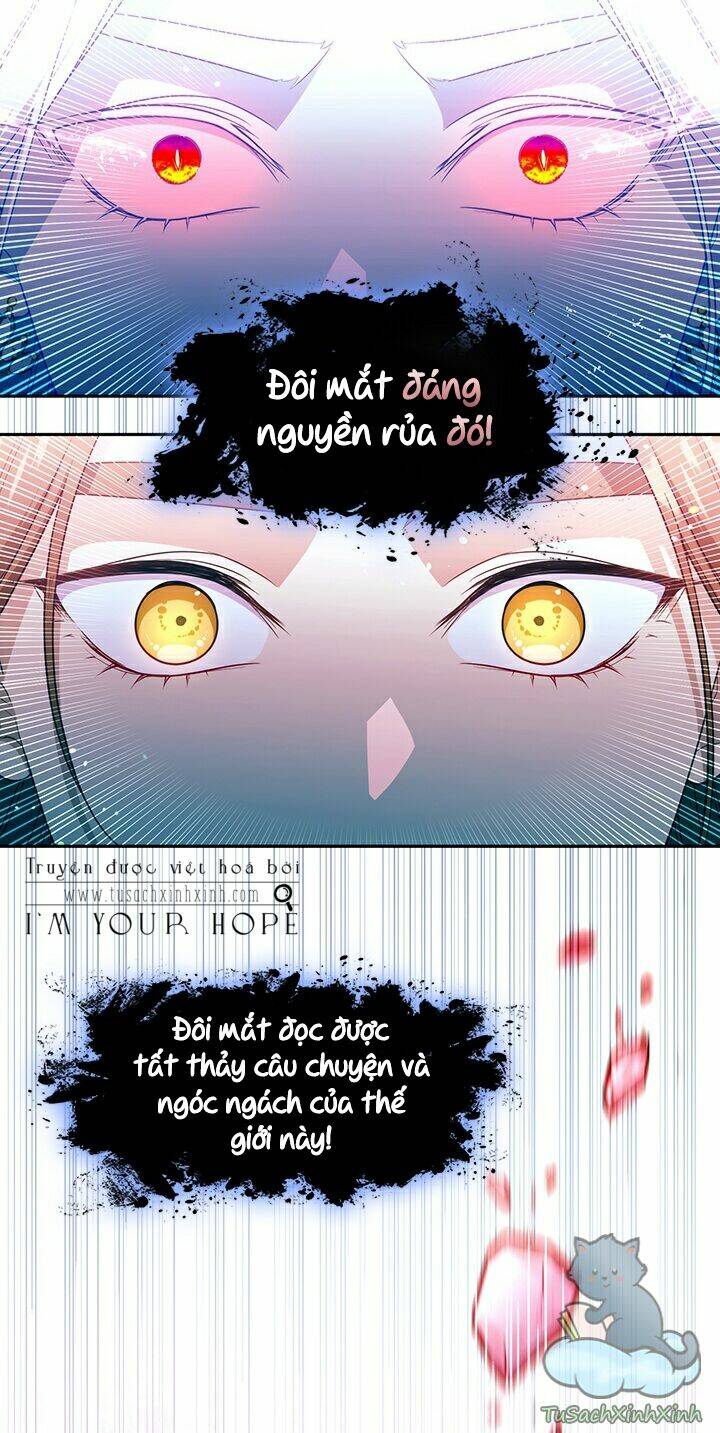 Đôi mắt đáng
nguyền rủa đó!
Truyện được việt hoá bởi
www.tusachxinhxinh.com
I'M YOUR HOPE
Đôi mắt đọc được
tất thảy câu chuyện và
ngóc ngách của thế
giới này!
TuSachXinhXinh